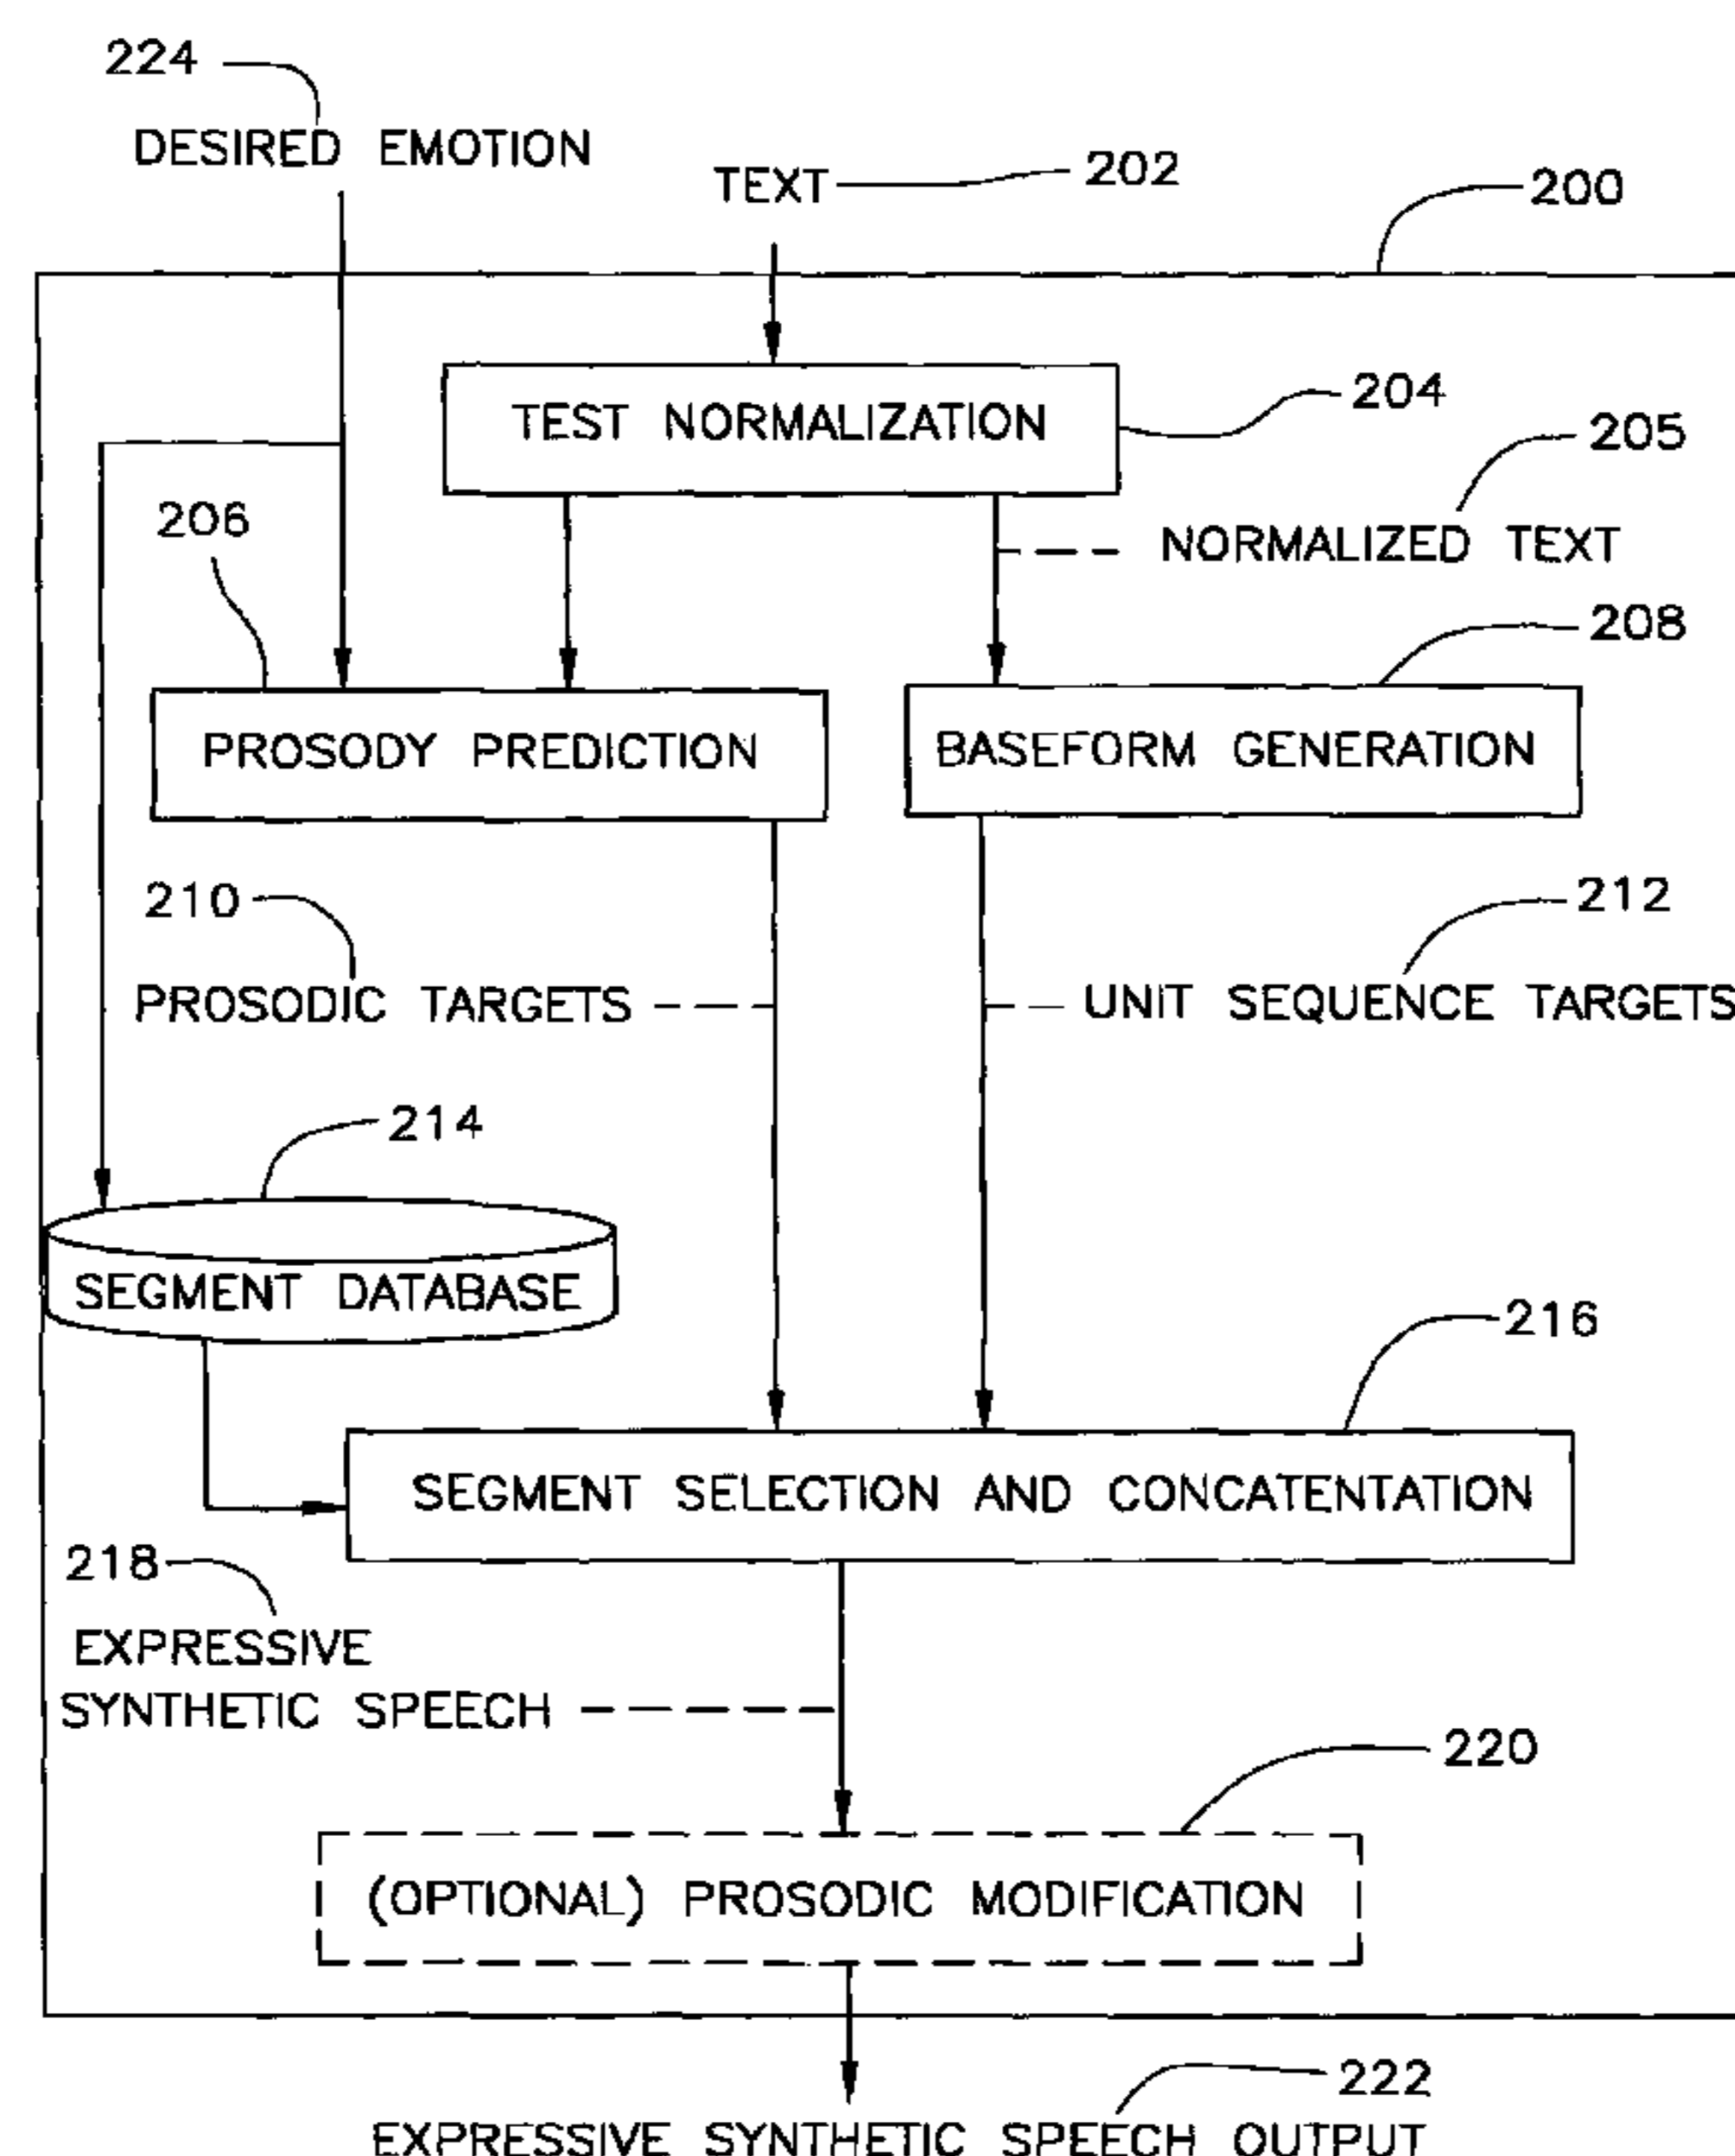 224
DESIRED EMOTION
TEXT
202
200
TEST NORMALIZATION
204
205
NORMALIZED TEXT
206
208
PROSODY PREDICTION
BASEFORM GENERATION
210
212
PROSODIC TARGETS
UNIT SEQUENCE TARGETS
214
SEGMENT DATABASE
216
SEGMENT SELECTION AND CONCATENTATION
218
EXPRESSIVE
SYNTHETIC SPEECH
220
(OPTIONAL) PROSODIC MODIFICATION
222
EXPRESSIVE SYNTHETIC SPEECH OUTPUT